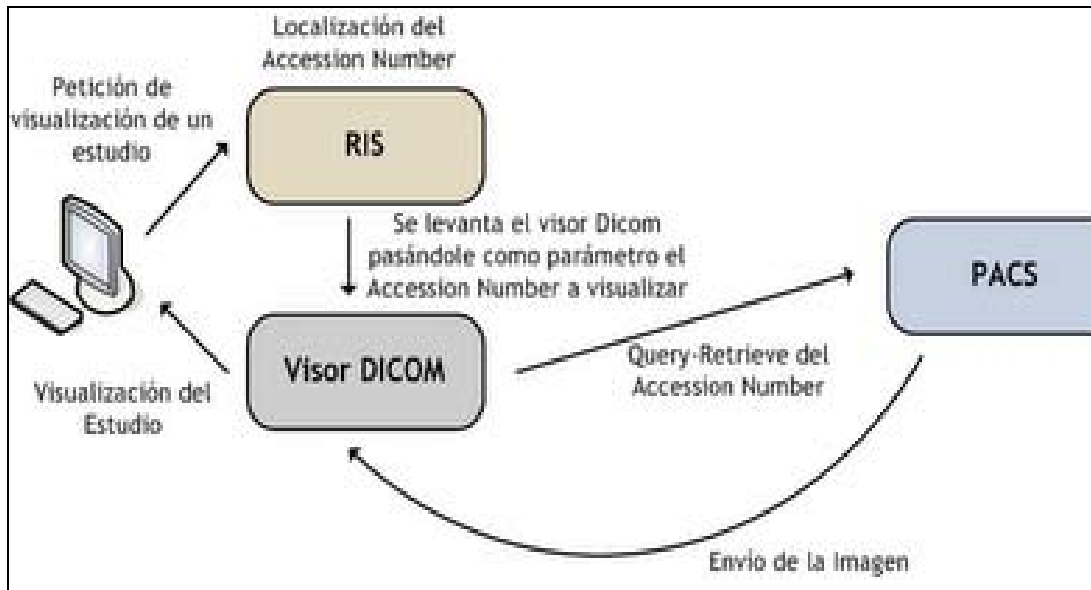 Localización del
Accession Number
Petición de
visualización de un
estudio
RIS
Se levanta el visor Dicom
pasándole como parámetro el
Accession Number a visualizar
PACS
Visor DICOM
Query-Retrieve del
Accession Number
Visualización del
Estudio
Envío de la Imagen